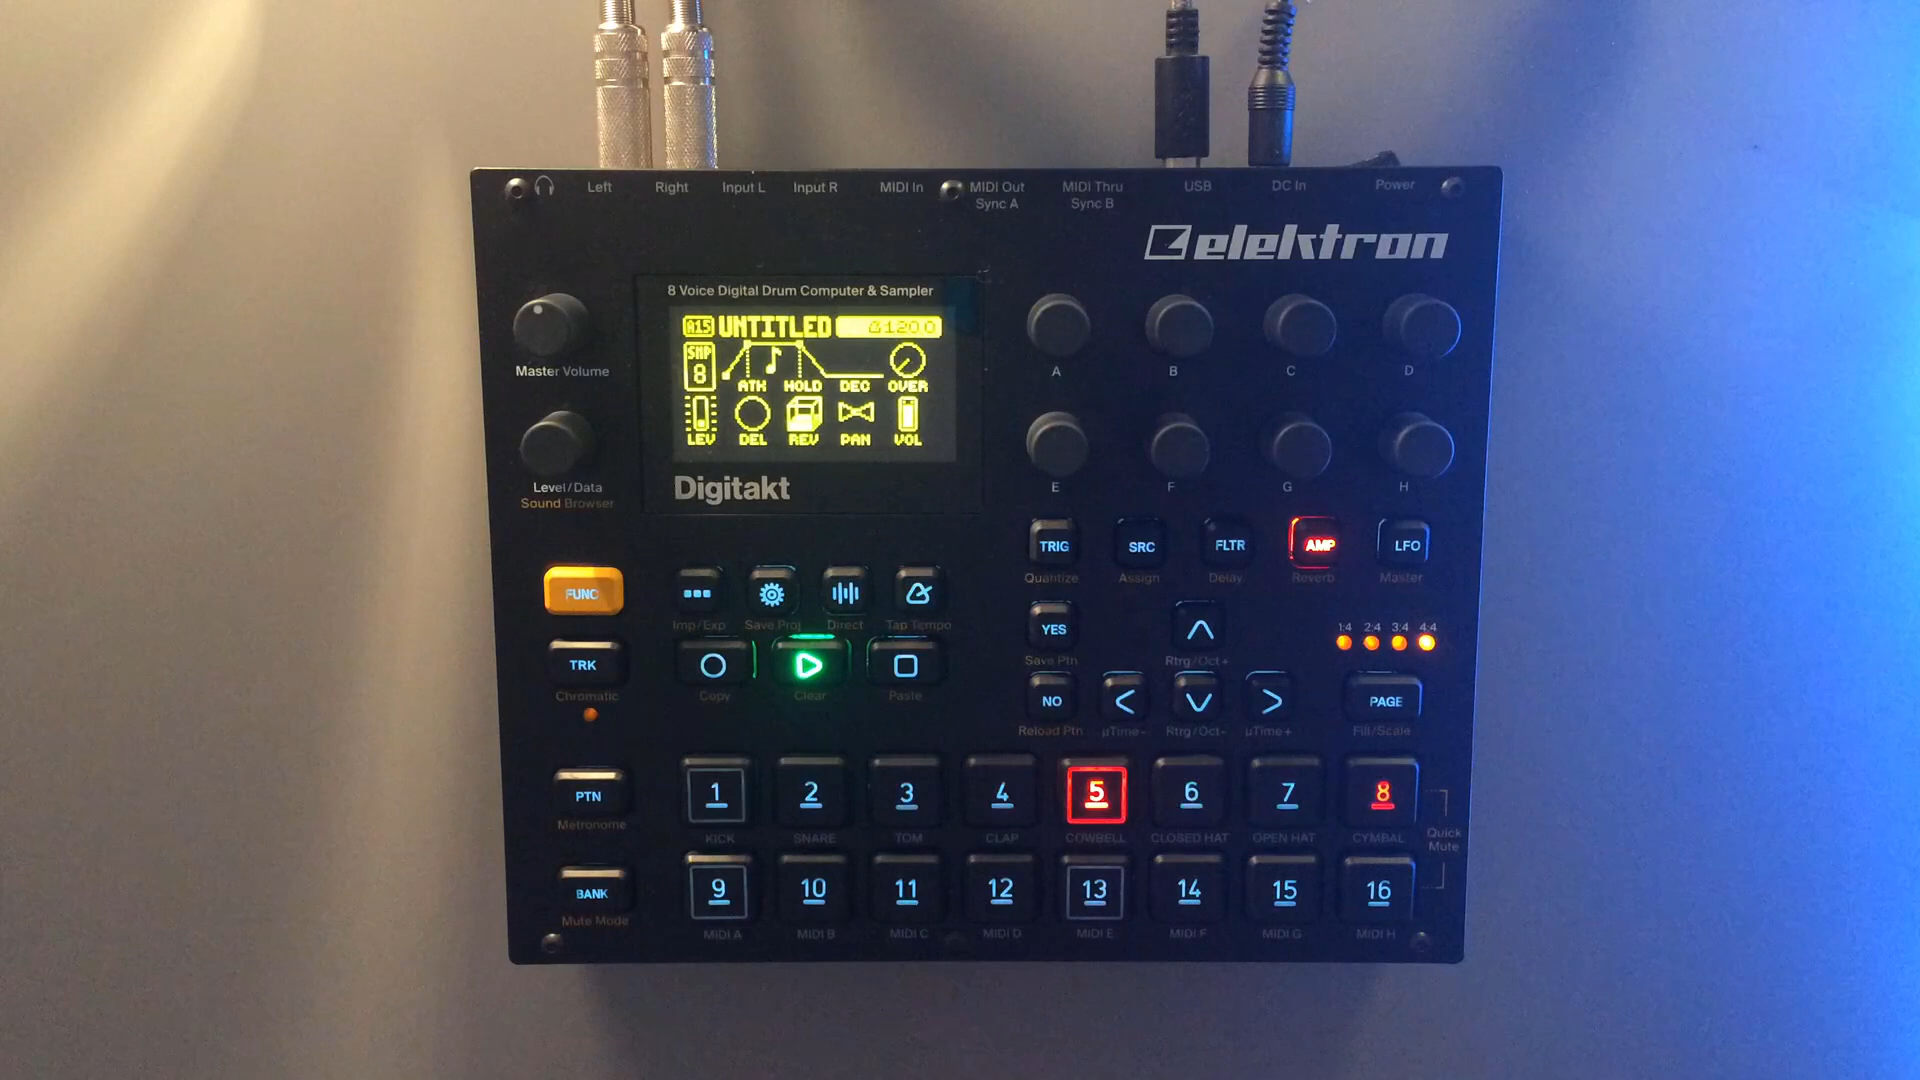 Left Right Input L Input R MIDI In MIDI Out MIDI Thru USB DC In Power
Sync A Sync B
elektron
8 Voice Digital Drum Computer & Sampler
A15 UNTITLED 120.0
SMP
8
ATK HOLD DEC OVER
LEV DEL REV PAN VOL
Digitakt
Master Volume
Level/Data
Sound Browser
A B C D
E F G H
TRIG SRC FLTR AMP LFO
Quantize Assign Delay Reverb Master
FUNC
Imp/Exp Save Proj Direct Tap Tempo
YES
Save Ptn Rtrg/Oct+
1:4 2:4 3:4 4:4
TRK
Chromatic
Copy Clear Paste
NO PAGE
Reload Ptn µTime- Rtrg/Oct- µTime+ Fill/Scale
PTN
Metronome
1 2 3 4 5 6 7 8
KICK SNARE TOM CLAP COWBELL CLOSED HAT OPEN HAT CYMBAL
Quick
Mute
BANK
Mute Mode
9 10 11 12 13 14 15 16
MIDI A MIDI B MIDI C MIDI D MIDI E MIDI F MIDI G MIDI H